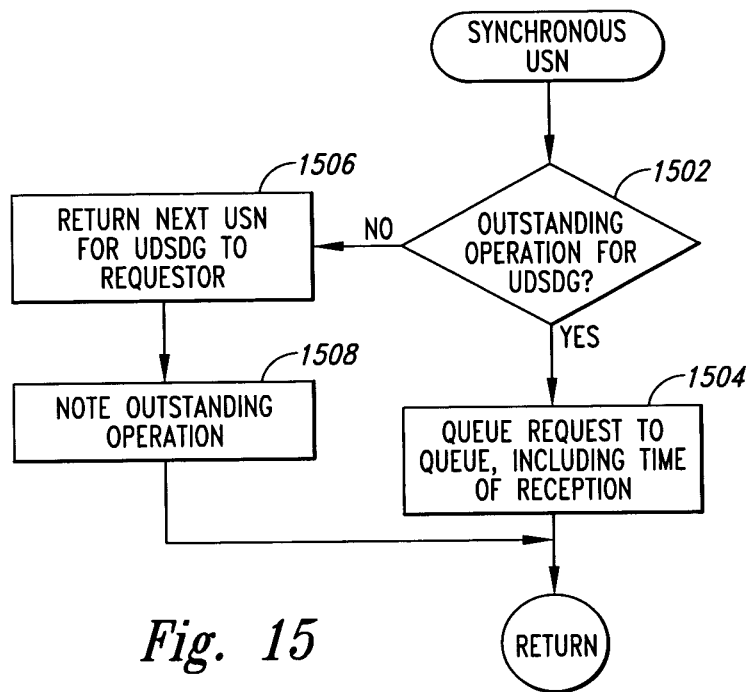 SYNCHRONOUS
USN
1502
OUTSTANDING
OPERATION FOR
UDSDG?
NO
1506
RETURN NEXT USN
FOR UDSDG TO
REQUESTOR
1508
NOTE OUTSTANDING
OPERATION
YES
1504
QUEUE REQUEST TO
QUEUE, INCLUDING TIME
OF RECEPTION
RETURN
Fig. 15